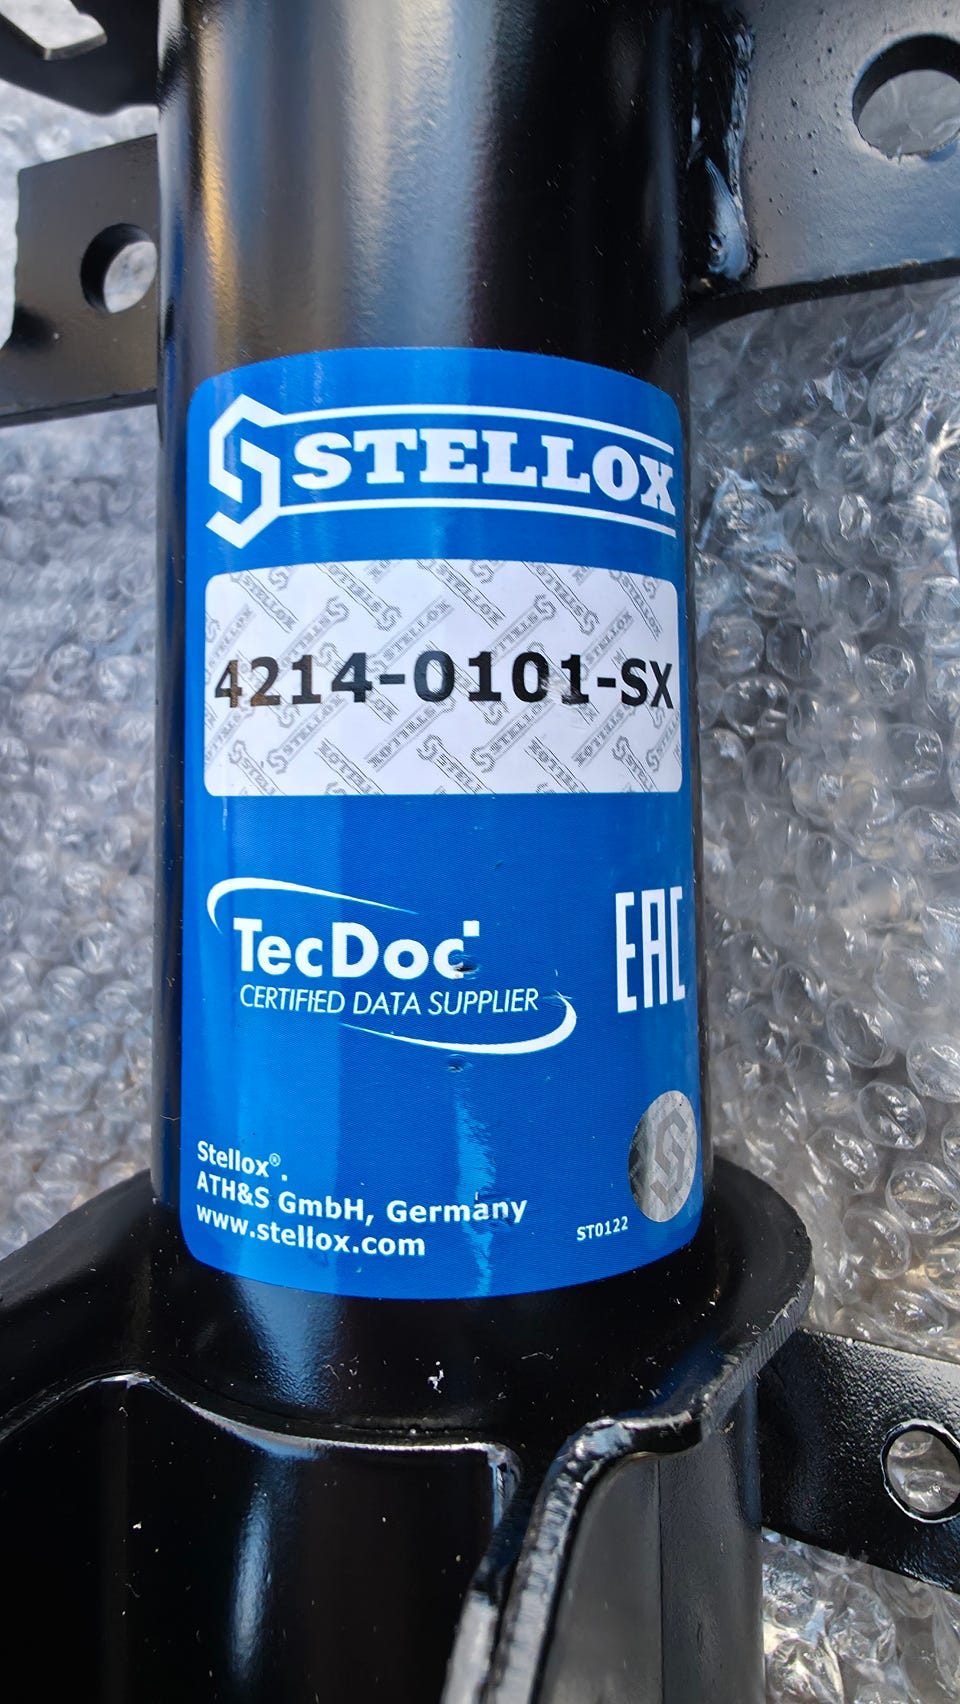 STELLOX
4214-0101-SX
TecDoc
CERTIFIED DATA SUPPLIER
EAC
Stellox®.
ATH&S GmbH, Germany
www.stellox.com
ST0122